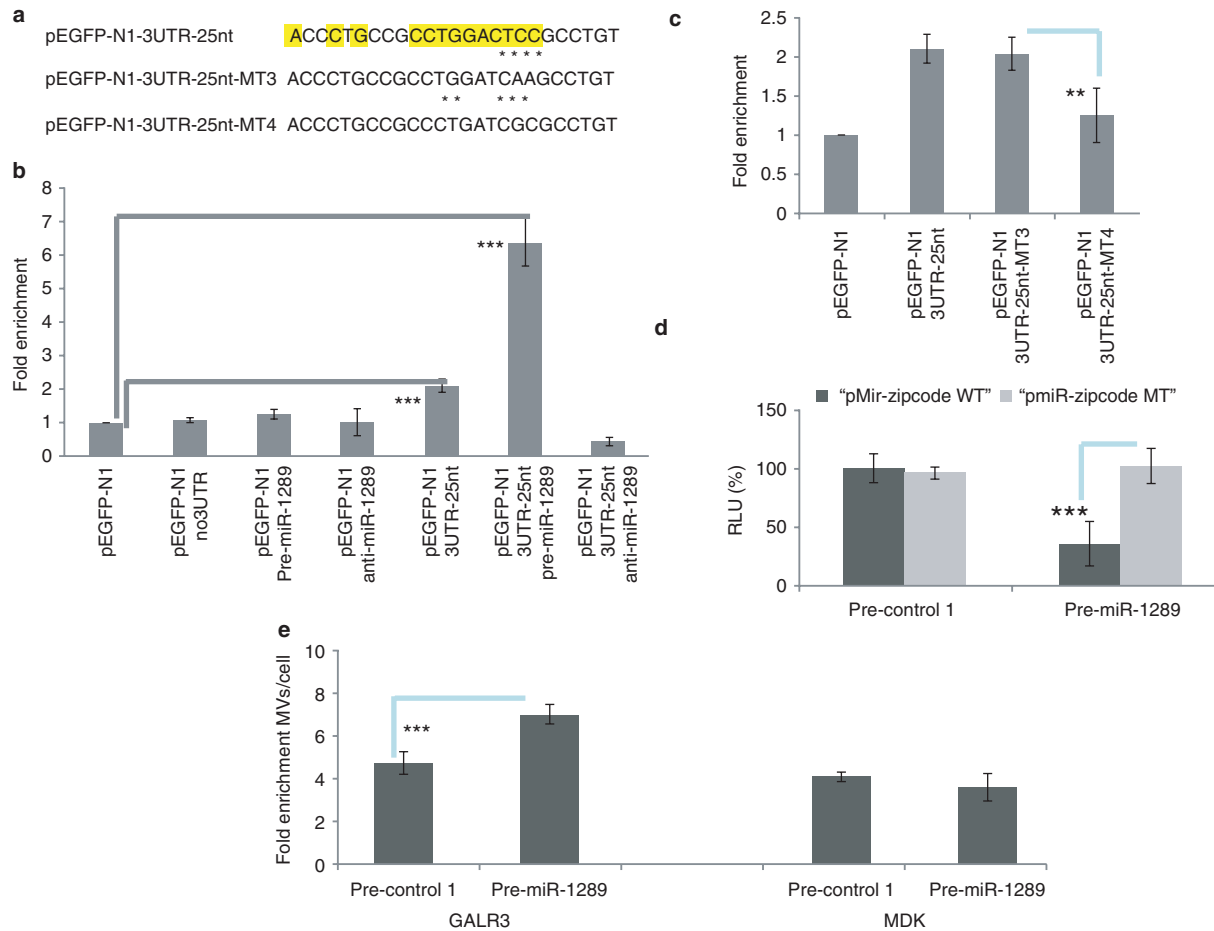 a
pEGFP-N1-3UTR-25nt ACCCTGCCGCCTGGACTCCGCCTGT
* * * *
pEGFP-N1-3UTR-25nt-MT3 ACCCTGCCGCCTGGATCAAGCCTGT
* * * * *
pEGFP-N1-3UTR-25nt-MT4 ACCCTGCCGCCCTGATCGCGCCTGT
b
Fold enrichment
8
7
6
5
4
3
2
1
0
***
***
pEGFP-N1
pEGFP-N1
no3UTR
pEGFP-N1
Pre-miR-1289
pEGFP-N1
anti-miR-1289
pEGFP-N1
3UTR-25nt
pEGFP-N1
3UTR-25nt
pre-miR-1289
pEGFP-N1
3UTR-25nt
anti-miR-1289
c
Fold enrichment
2.5
2
1.5
1
0.5
0
**
pEGFP-N1
pEGFP-N1
3UTR-25nt
pEGFP-N1
3UTR-25nt-MT3
pEGFP-N1
3UTR-25nt-MT4
d
"pMir-zipcode WT" "pmiR-zipcode MT"
RLU (%)
150
100
50
0
***
Pre-control 1 Pre-miR-1289
e
Fold enrichment MVs/cell
10
8
6
4
2
0
***
Pre-control 1 Pre-miR-1289 Pre-control 1 Pre-miR-1289
GALR3 MDK